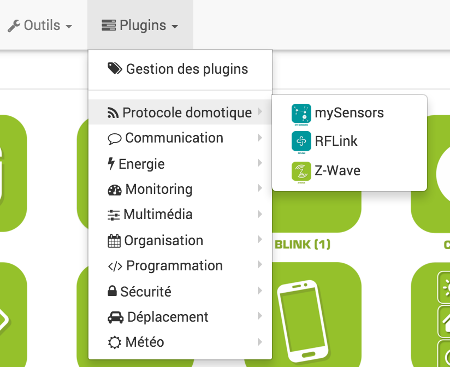 Outils
Plugins
Gestion des plugins
Protocole domotique
mySensors
Communication
RFLink
Energie
Z-Wave
Monitoring
Multimédia
Organisation
BLINK (1)
C
Programmation
Sécurité
Déplacement
Météo